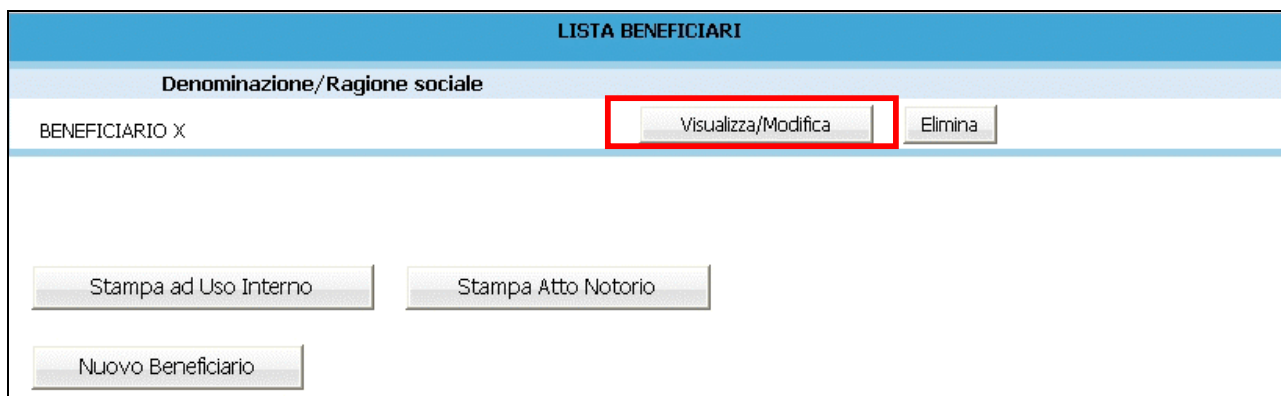 LISTA BENEFICIARI
Denominazione/Ragione sociale
BENEFICIARIO X Visualizza/Modifica Elimina
Stampa ad Uso Interno Stampa Atto Notorio
Nuovo Beneficiario